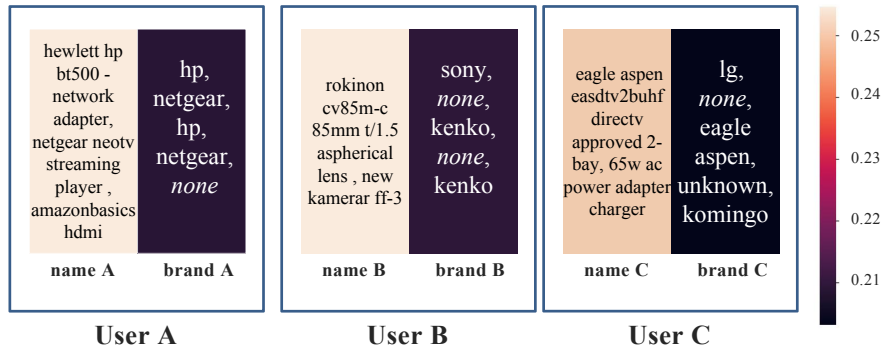 hewlett hp
bt500 -
network
adapter,
netgear neotv
streaming
player ,
amazonbasics
hdmi
hp,
netgear,
hp,
netgear,
none
name A
brand A
User A
rokinon
cv85m-c
85mm t/1.5
aspherical
lens , new
kamerar ff-3
sony,
none,
kenko,
none,
kenko
name B
brand B
User B
eagle aspen
easdtv2buhf
directv
approved 2-
bay, 65w ac
power adapter
charger
lg,
none,
eagle
aspen,
unknown,
komingo
name C
brand C
User C
0.25
0.24
0.23
0.22
0.21